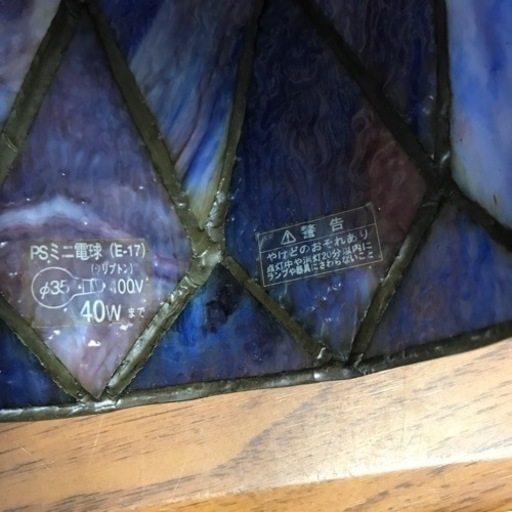 PSミニ電球 (E-17)
(クリプトン)
φ35 100V
40Wまで
⚠ 警告
やけどのおそれあり
点灯中や消灯20分以内に
ランプや器具にさわらないこと